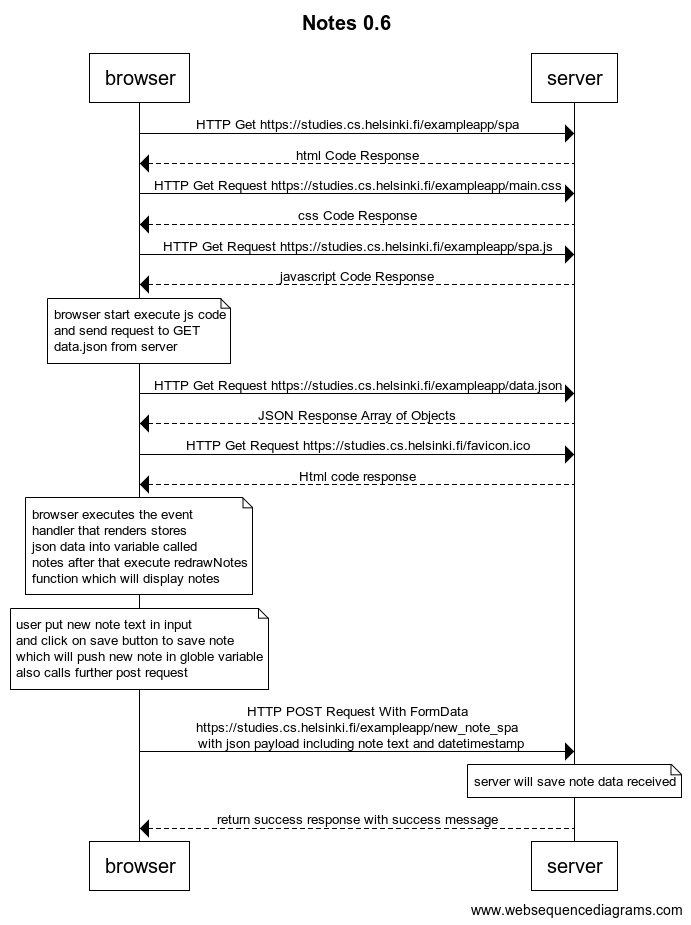 Notes 0.6
browser
server
HTTP Get https://studies.cs.helsinki.fi/exampleapp/spa
html Code Response
HTTP Get Request https://studies.cs.helsinki.fi/exampleapp/main.css
css Code Response
HTTP Get Request https://studies.cs.helsinki.fi/exampleapp/spa.js
javascript Code Response
browser start execute js code
and send request to GET
data.json from server
HTTP Get Request https://studies.cs.helsinki.fi/exampleapp/data.json
JSON Response Array of Objects
HTTP Get Request https://studies.cs.helsinki.fi/favicon.ico
Html code response
browser executes the event
handler that renders stores
json data into variable called
notes after that execute redrawNotes
function which will display notes
user put new note text in input
and click on save button to save note
which will push new note in globle variable
also calls further post request
HTTP POST Request With FormData
https://studies.cs.helsinki.fi/exampleapp/new_note_spa
with json payload including note text and datetimestamp
server will save note data received
return success response with success message
browser
server
www.websequencediagrams.com